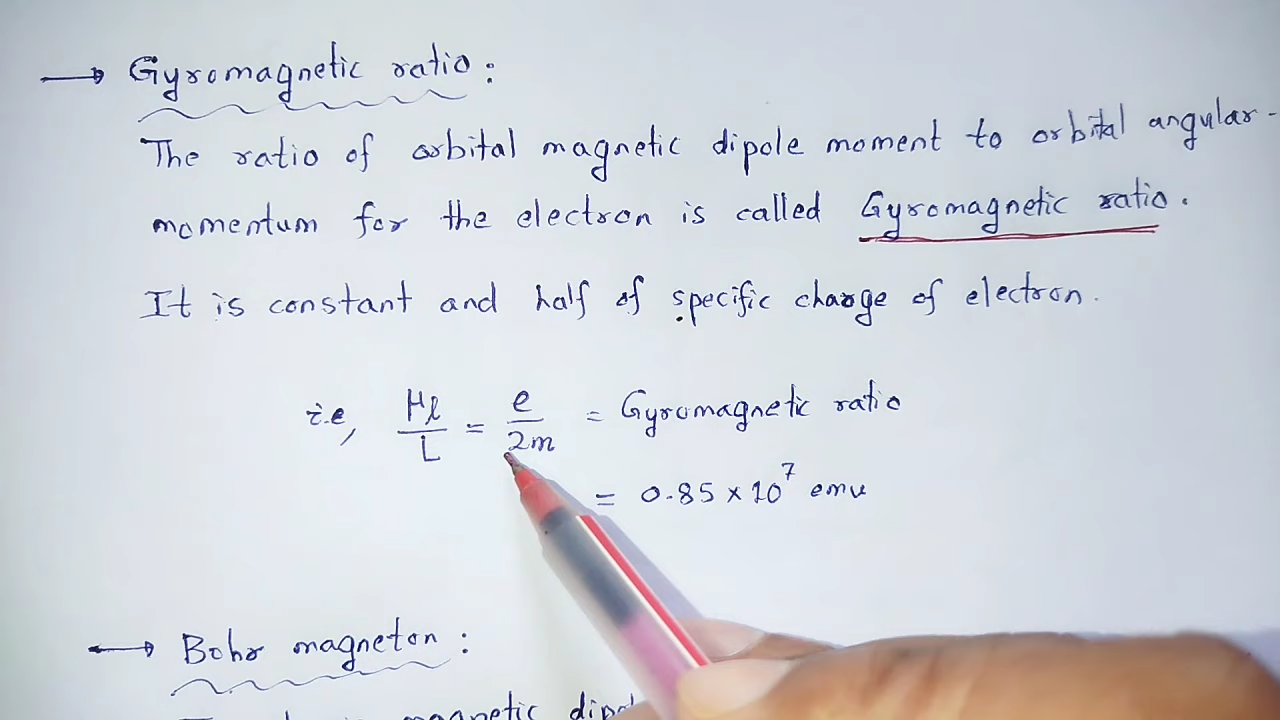 → Gyromagnetic ratio :
The ratio of orbital magnetic dipole moment to orbital angular -
momentum for the electron is called Gyromagnetic ratio.
It is constant and half of specific charge of electron.
i.e, μl/L = e/2m = Gyromagnetic ratio
= 0.85 × 10⁷ emu
→ Bohr magneton :
magnetic